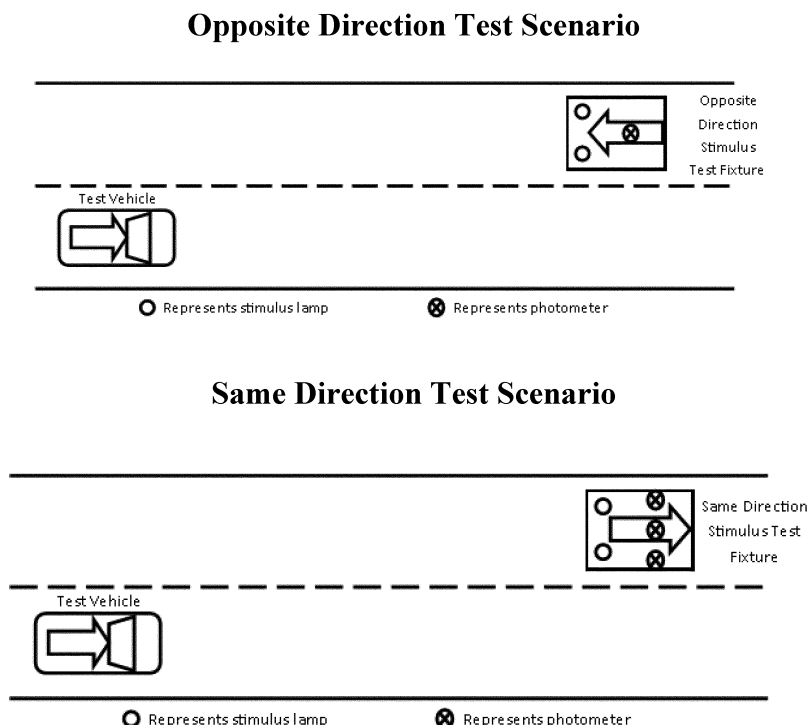 Opposite Direction Test Scenario
Opposite
Direction
Stimulus
Test Fixture
Test Vehicle
Represents stimulus lamp
Represents photometer
Same Direction Test Scenario
Same Direction
Stimulus Test
Fixture
Test Vehicle
Represents stimulus lamp
Represents photometer